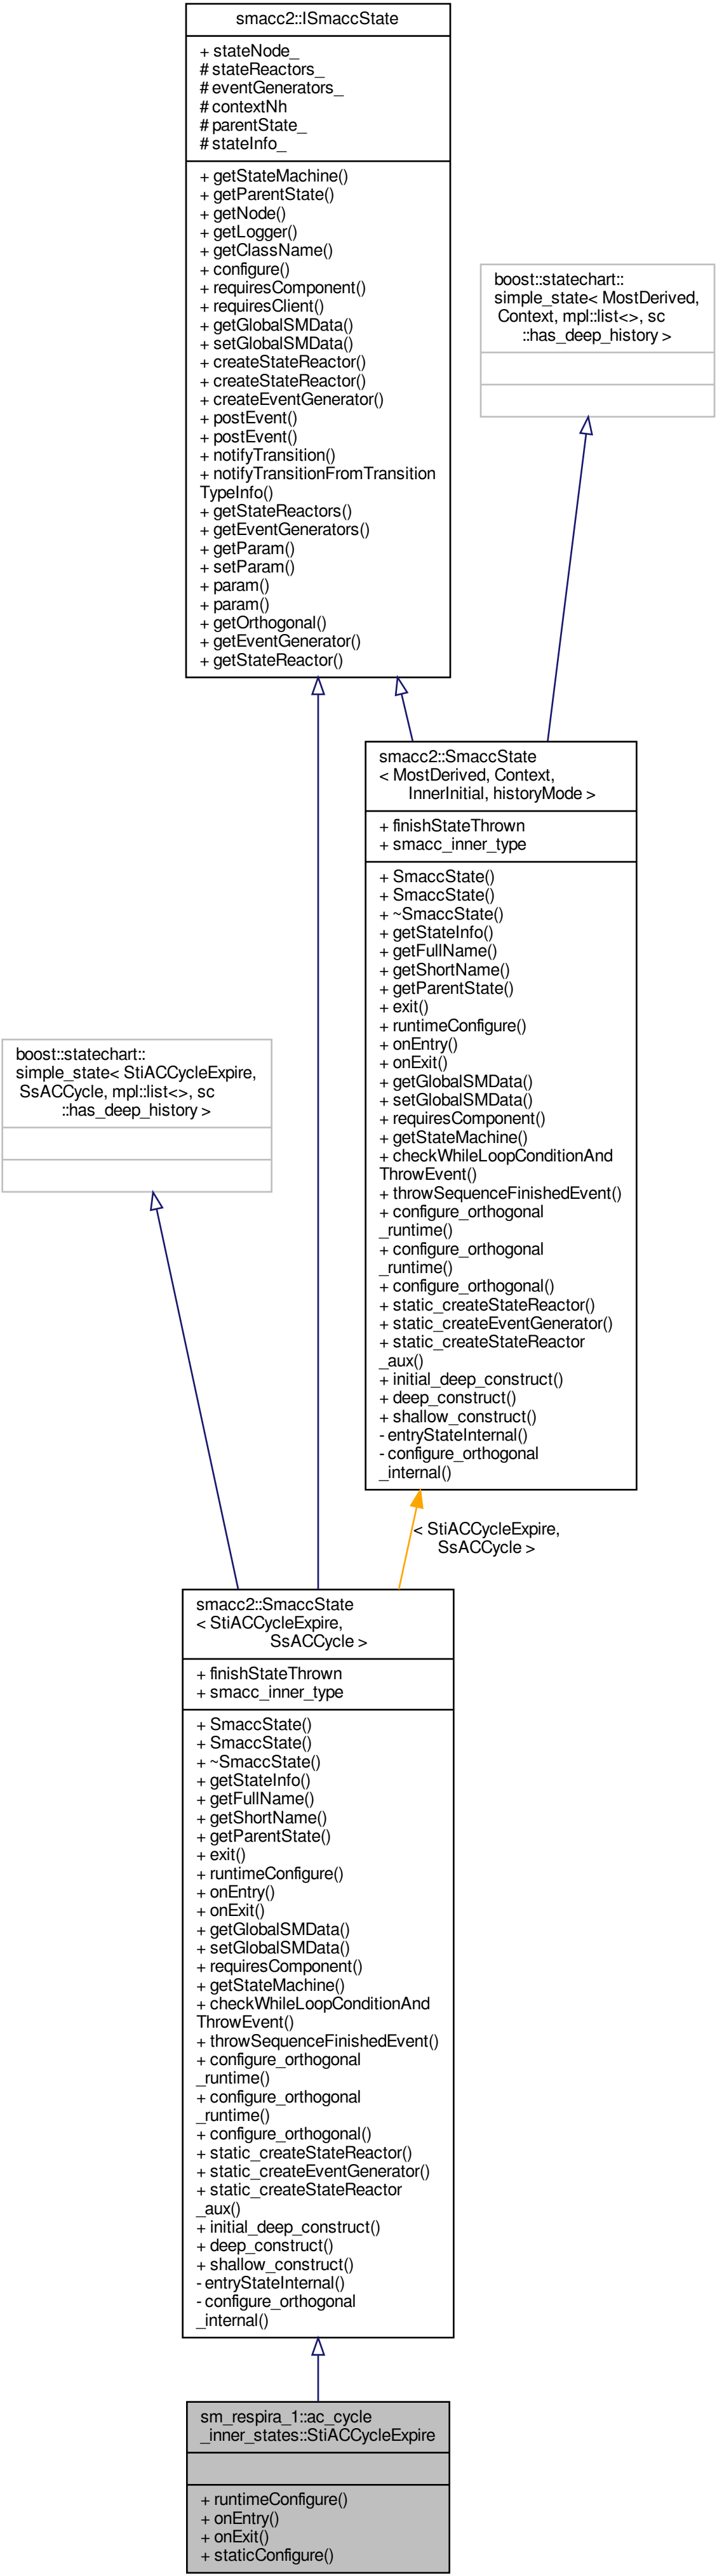 smacc2::ISmaccState
+ stateNode_
# stateReactors_
# eventGenerators_
# contextNh
# parentState_
# stateInfo_
+ getStateMachine()
+ getParentState()
+ getNode()
+ getLogger()
+ getClassName()
+ configure()
+ requiresComponent()
+ requiresClient()
+ getGlobalSMData()
+ setGlobalSMData()
+ createStateReactor()
+ createStateReactor()
+ createEventGenerator()
+ postEvent()
+ postEvent()
+ notifyTransition()
+ notifyTransitionFromTransition
TypeInfo()
+ getStateReactors()
+ getEventGenerators()
+ getParam()
+ setParam()
+ param()
+ param()
+ getOrthogonal()
+ getEventGenerator()
+ getStateReactor()
boost::statechart::
simple_state< MostDerived,
Context, mpl::list<>, sc
::has_deep_history >
smacc2::SmaccState
< MostDerived, Context,
InnerInitial, historyMode >
+ finishStateThrown
+ smacc_inner_type
+ SmaccState()
+ SmaccState()
+ ~SmaccState()
+ getStateInfo()
+ getFullName()
+ getShortName()
+ getParentState()
+ exit()
+ runtimeConfigure()
+ onEntry()
+ onExit()
+ getGlobalSMData()
+ setGlobalSMData()
+ requiresComponent()
+ getStateMachine()
+ checkWhileLoopConditionAnd
ThrowEvent()
+ throwSequenceFinishedEvent()
+ configure_orthogonal
_runtime()
+ configure_orthogonal
_runtime()
+ configure_orthogonal()
+ static_createStateReactor()
+ static_createEventGenerator()
+ static_createStateReactor
_aux()
+ initial_deep_construct()
+ deep_construct()
+ shallow_construct()
- entryStateInternal()
- configure_orthogonal
_internal()
boost::statechart::
simple_state< StiACCycleExpire,
SsACCycle, mpl::list<>, sc
::has_deep_history >
< StiACCycleExpire,
SsACCycle >
smacc2::SmaccState
< StiACCycleExpire,
SsACCycle >
+ finishStateThrown
+ smacc_inner_type
+ SmaccState()
+ SmaccState()
+ ~SmaccState()
+ getStateInfo()
+ getFullName()
+ getShortName()
+ getParentState()
+ exit()
+ runtimeConfigure()
+ onEntry()
+ onExit()
+ getGlobalSMData()
+ setGlobalSMData()
+ requiresComponent()
+ getStateMachine()
+ checkWhileLoopConditionAnd
ThrowEvent()
+ throwSequenceFinishedEvent()
+ configure_orthogonal
_runtime()
+ configure_orthogonal
_runtime()
+ configure_orthogonal()
+ static_createStateReactor()
+ static_createEventGenerator()
+ static_createStateReactor
_aux()
+ initial_deep_construct()
+ deep_construct()
+ shallow_construct()
- entryStateInternal()
- configure_orthogonal
_internal()
sm_respira_1::ac_cycle
_inner_states::StiACCycleExpire
+ runtimeConfigure()
+ onEntry()
+ onExit()
+ staticConfigure()